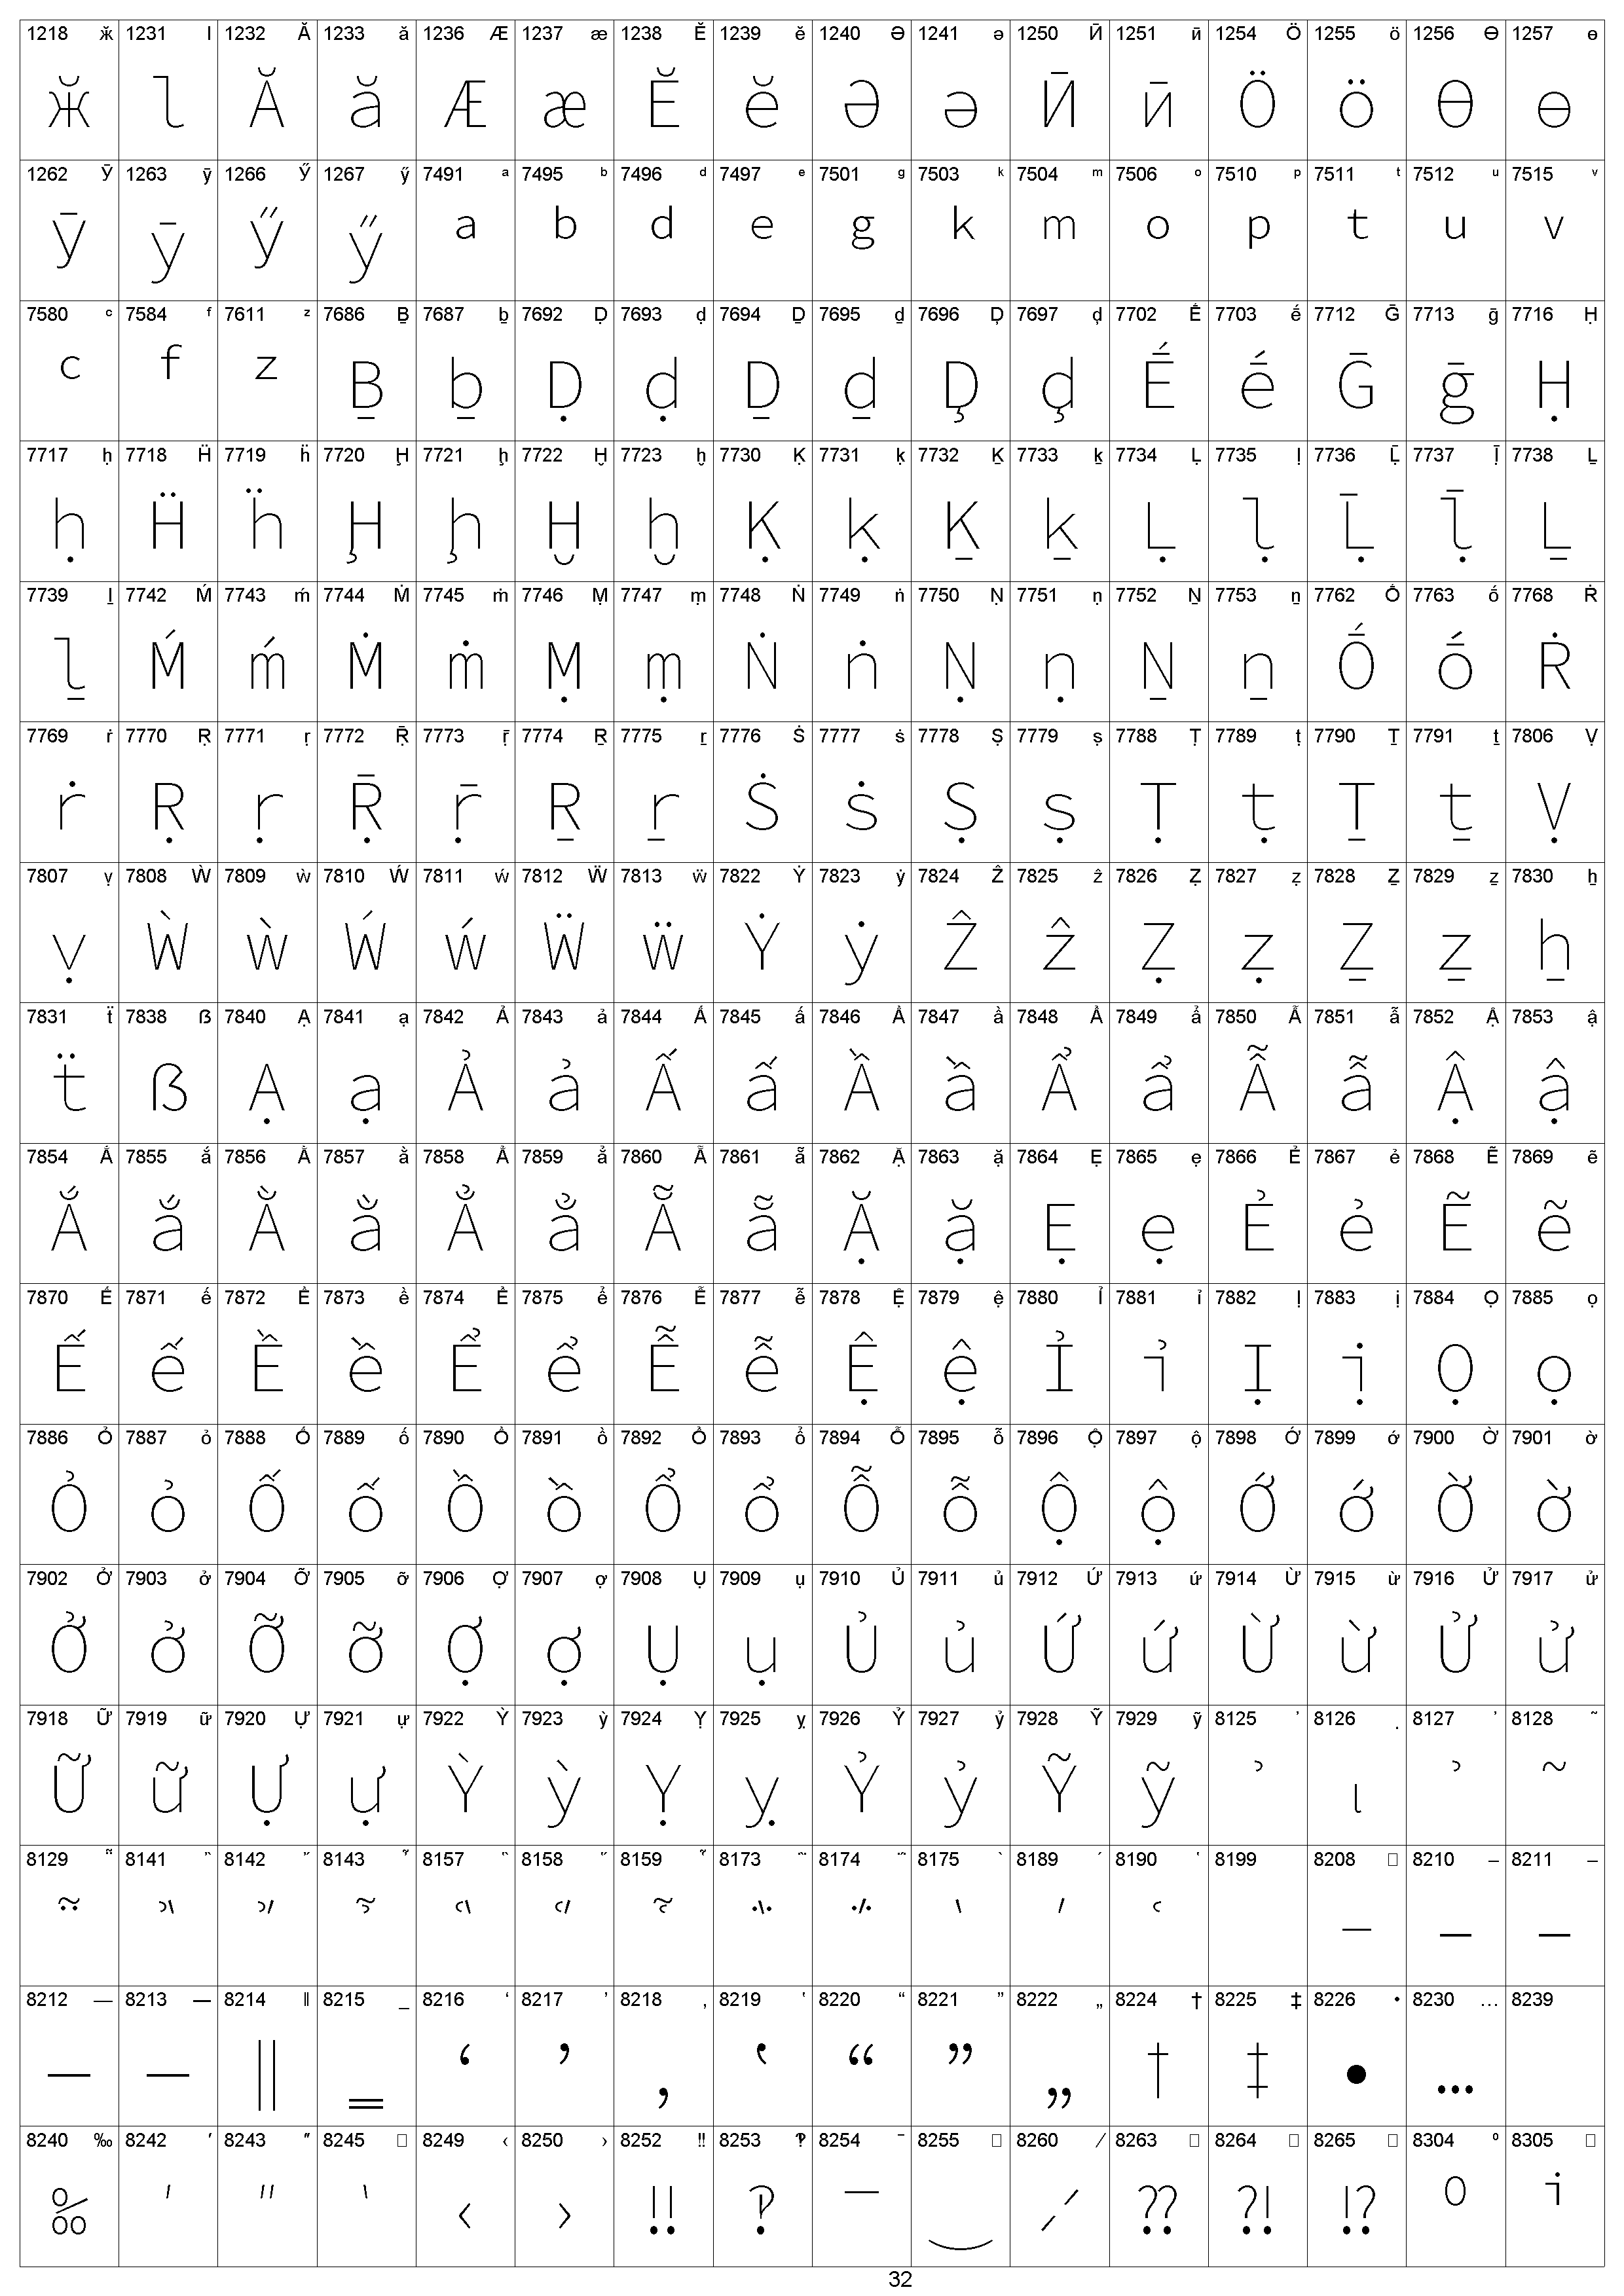 1218 ӂ 1231 ӏ 1232 Ӑ 1233 ӑ 1236 Ӕ 1237 ӕ 1238 Ӗ 1239 ӗ 1240 Ә 1241 ә 1250 Ӣ 1251 ӣ 1254 Ӧ 1255 ӧ 1256 Ө 1257 ө
ӂ ӏ Ӑ ӑ Ӕ ӕ Ӗ ӗ Ә ә Ӣ ӣ Ӧ ӧ Ө ө
1262 Ӯ 1263 ӯ 1266 Ӳ 1267 ӳ 7491 ᵃ 7495 ᵇ 7496 ᵈ 7497 ᵉ 7501 ᵍ 7503 ᵏ 7504 ᵐ 7506 ᵒ 7510 ᵖ 7511 ᵗ 7512 ᵘ 7515 ᵛ
Ӯ ӯ Ӳ ӳ ᵃ ᵇ ᵈ ᵉ ᵍ ᵏ ᵐ ᵒ ᵖ ᵗ ᵘ ᵛ
7580 ᶜ 7584 ᶠ 7611 ᶻ 7686 Ḇ 7687 ḇ 7692 Ḍ 7693 ḍ 7694 Ḏ 7695 ḏ 7696 Ḑ 7697 ḑ 7702 Ḗ 7703 ḗ 7712 Ḡ 7713 ḡ 7716 Ḥ
ᶜ ᶠ ᶻ Ḇ ḇ Ḍ ḍ Ḏ ḏ Ḑ ḑ Ḗ ḗ Ḡ ḡ Ḥ
7717 ḥ 7718 Ḧ 7719 ḧ 7720 Ḩ 7721 ḩ 7722 Ḫ 7723 ḫ 7730 Ḳ 7731 ḳ 7732 Ḵ 7733 ḵ 7734 Ḷ 7735 ḷ 7736 Ḹ 7737 ḹ 7738 Ḻ
ḥ Ḧ ḧ Ḩ ḩ Ḫ ḫ Ḳ ḳ Ḵ ḵ Ḷ ḷ Ḹ ḹ Ḻ
7739 ḻ 7742 Ḿ 7743 ḿ 7744 Ṁ 7745 ṁ 7746 Ṃ 7747 ṃ 7748 Ṅ 7749 ṅ 7750 Ṇ 7751 ṇ 7752 Ṉ 7753 ṉ 7762 Ṓ 7763 ṓ 7768 Ṙ
ḻ Ḿ ḿ Ṁ ṁ Ṃ ṃ Ṅ ṅ Ṇ ṇ Ṉ ṉ Ṓ ṓ Ṙ
7769 ṙ 7770 Ṛ 7771 ṛ 7772 Ṝ 7773 ṝ 7774 Ṟ 7775 ṟ 7776 Ṡ 7777 ṡ 7778 Ṣ 7779 ṣ 7788 Ṭ 7789 ṭ 7790 Ṯ 7791 ṯ 7806 Ṿ
ṙ Ṛ ṛ Ṝ ṝ Ṟ ṟ Ṡ ṡ Ṣ ṣ Ṭ ṭ Ṯ ṯ Ṿ
7807 ṿ 7808 Ẁ 7809 ẁ 7810 Ẃ 7811 ẃ 7812 Ẅ 7813 ẅ 7822 Ẏ 7823 ẏ 7824 Ẑ 7825 ẑ 7826 Ẓ 7827 ẓ 7828 Ẕ 7829 ẕ 7830 ẖ
ṿ Ẁ ẁ Ẃ ẃ Ẅ ẅ Ẏ ẏ Ẑ ẑ Ẓ ẓ Ẕ ẕ ẖ
7831 ẗ 7838 ẞ 7840 Ạ 7841 ạ 7842 Ả 7843 ả 7844 Ấ 7845 ấ 7846 Ầ 7847 ầ 7848 Ẩ 7849 ẩ 7850 Ẫ 7851 ẫ 7852 Ậ 7853 ậ
ẗ ẞ Ạ ạ Ả ả Ấ ấ Ầ ầ Ẩ ẩ Ẫ ẫ Ậ ậ
7854 Ắ 7855 ắ 7856 Ằ 7857 ằ 7858 Ẳ 7859 ẳ 7860 Ẵ 7861 ẵ 7862 Ặ 7863 ặ 7864 Ẹ 7865 ẹ 7866 Ẻ 7867 ẻ 7868 Ẽ 7869 ẽ
Ắ ắ Ằ ằ Ẳ ẳ Ẵ ẵ Ặ ặ Ẹ ẹ Ẻ ẻ Ẽ ẽ
7870 Ế 7871 ế 7872 Ề 7873 ề 7874 Ể 7875 ể 7876 Ễ 7877 ễ 7878 Ệ 7879 ệ 7880 Ỉ 7881 ỉ 7882 Ị 7883 ị 7884 Ọ 7885 ọ
Ế ế Ề ề Ể ể Ễ ễ Ệ ệ Ỉ ỉ Ị ị Ọ ọ
7886 Ỏ 7887 ỏ 7888 Ố 7889 ố 7890 Ồ 7891 ồ 7892 Ổ 7893 ổ 7894 Ỗ 7895 ỗ 7896 Ộ 7897 ộ 7898 Ớ 7899 ớ 7900 Ờ 7901 ờ
Ỏ ỏ Ố ố Ồ ồ Ổ ổ Ỗ ỗ Ộ ộ Ớ ớ Ờ ờ
7902 Ở 7903 ở 7904 Ỡ 7905 ỡ 7906 Ợ 7907 ợ 7908 Ụ 7909 ụ 7910 Ủ 7911 ủ 7912 Ứ 7913 ứ 7914 Ừ 7915 ừ 7916 Ử 7917 ử
Ở ở Ỡ ỡ Ợ ợ Ụ ụ Ủ ủ Ứ ứ Ừ ừ Ử ử
7918 Ữ 7919 ữ 7920 Ự 7921 ự 7922 Ỳ 7923 ỳ 7924 Ỵ 7925 ỵ 7926 Ỷ 7927 ỷ 7928 Ỹ 7929 ỹ 8125 ᾽ 8126 ι 8127 ᾿ 8128 ῀
Ữ ữ Ự ự Ỳ ỳ Ỵ ỵ Ỷ ỷ Ỹ ỹ ᾽ ι ᾿ ῀
8129 ῁ 8141 ῍ 8142 ῎ 8143 ῏ 8157 ῝ 8158 ῞ 8159 ῟ 8173 ῭ 8174 ΅ 8175 ` 8189 ´ 8190 ῾ 8199 8208 □ 8210 ‒ 8211 –
῁ ῍ ῎ ῏ ῝ ῞ ῟ ῭ ΅ ` ´ ῾ ‐ ‒ –
8212 — 8213 ― 8214 ‖ 8215 ‗ 8216 ‘ 8217 ’ 8218 ‚ 8219 ‛ 8220 “ 8221 ” 8222 „ 8224 † 8225 ‡ 8226 • 8230 … 8239
— ― ‖ ‗ ‘ ’ ‚ ‛ “ ” „ † ‡ • …
8240 ‰ 8242 ′ 8243 ″ 8245 □ 8249 ‹ 8250 › 8252 ‼ 8253 ‽ 8254 ‾ 8255 □ 8260 ⁄ 8263 □ 8264 □ 8265 □ 8304 ⁰ 8305 □
‰ ′ ″ ‵ ‹ › ‼ ‽ ‾ ‿ ⁄ ⁇ ⁈ ⁉ ⁰ ⁱ
32